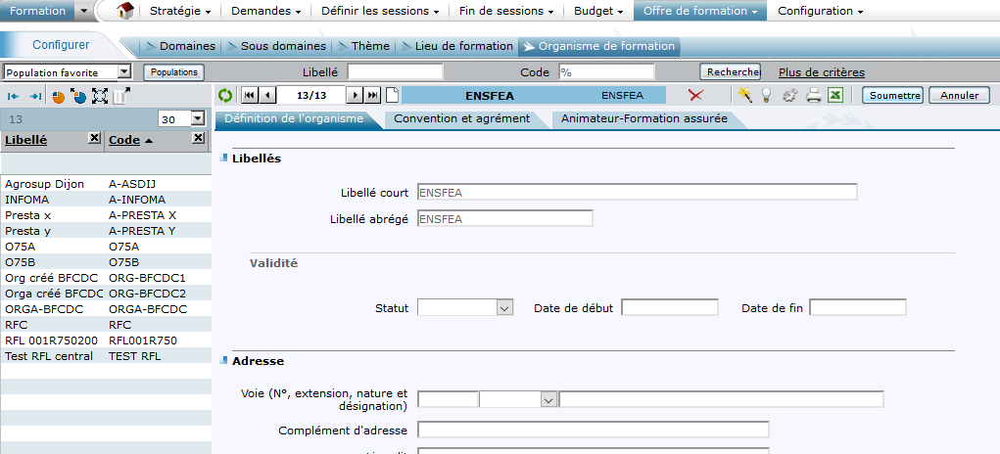 Formation Stratégie Demandes Définir les sessions Fin de sessions Budget Offre de formation Configuration
Configurer Domaines Sous domaines Thème Lieu de formation Organisme de formation
Population favorite Populations Libellé Code % Recherche Plus de critères
13/13 ENSFEA ENSFEA Soumettre Annuler
13 30 Définition de l'organisme Convention et agrément Animateur-Formation assurée
Libellé Code
Agrosup Dijon A-ASDIJ
INFOMA A-INFOMA
Presta x A-PRESTA X
Presta y A-PRESTA Y
O75A O75A
O75B O75B
Org créé BFCDC ORG-BFCDC1
Orga créé BFCDC ORG-BFCDC2
ORGA-BFCDC ORGA-BFCDC
RFC RFC
RFL 001R750200 RFL001R750
Test RFL central TEST RFL
Libellés
Libellé court ENSFEA
Libellé abrégé ENSFEA
Validité
Statut Date de début Date de fin
Adresse
Voie (N°, extension, nature et
désignation)
Complément d'adresse